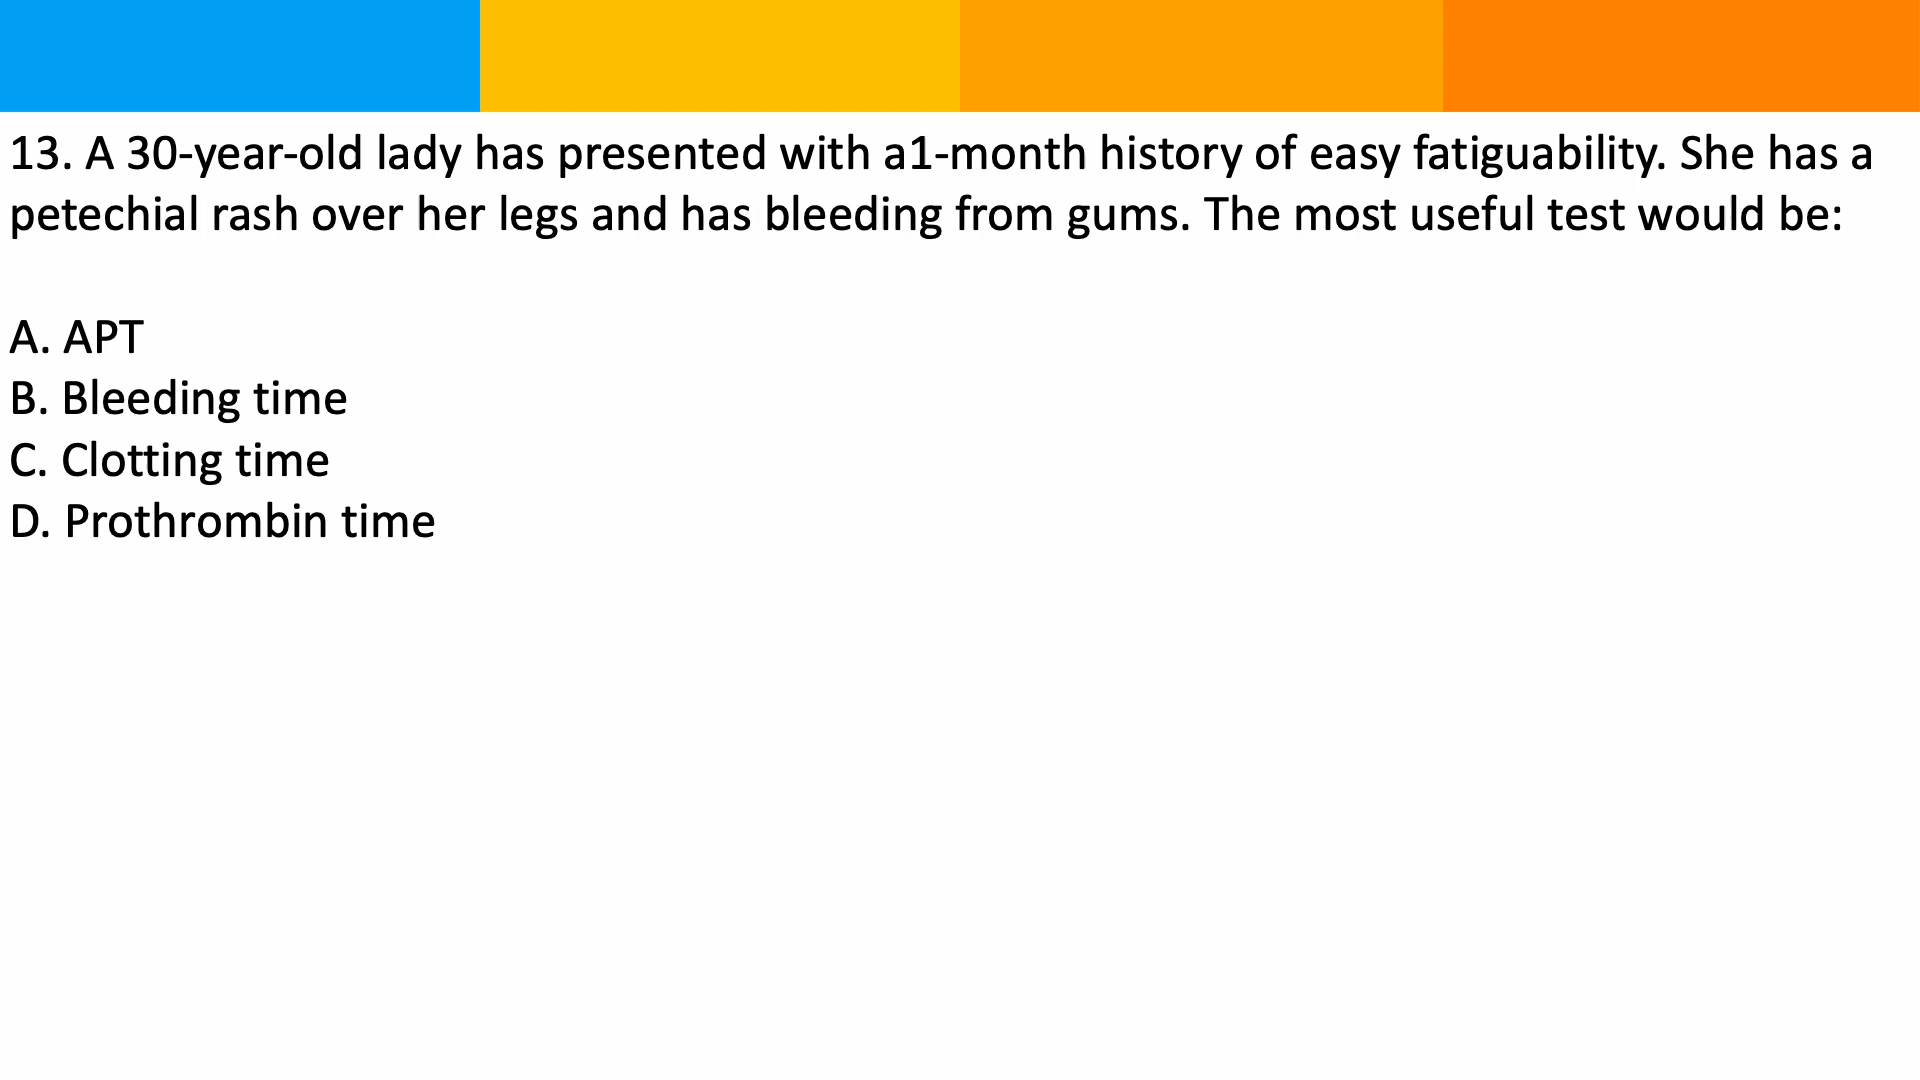 13. A 30-year-old lady has presented with a1-month history of easy fatiguability. She has a
petechial rash over her legs and has bleeding from gums. The most useful test would be:
A. APT
B. Bleeding time
C. Clotting time
D. Prothrombin time